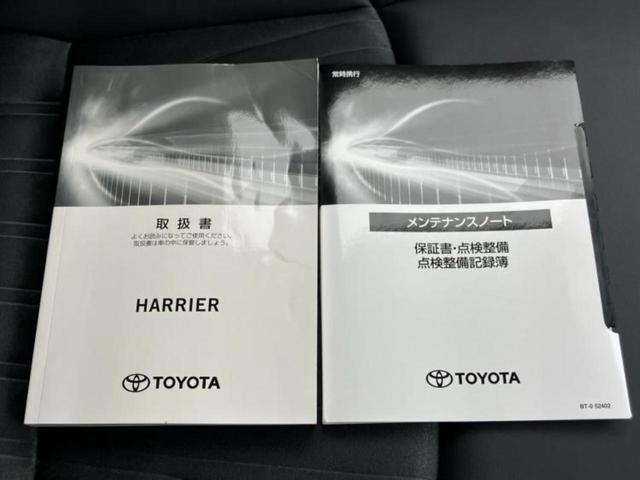 取扱書
よくお読みになってご使用ください。
取扱書は車の中に保管しましょう。
HARRIER
TOYOTA
常時携行
メンテナンスノート
保証書・点検整備
点検整備記録簿
TOYOTA
BT-0 52402